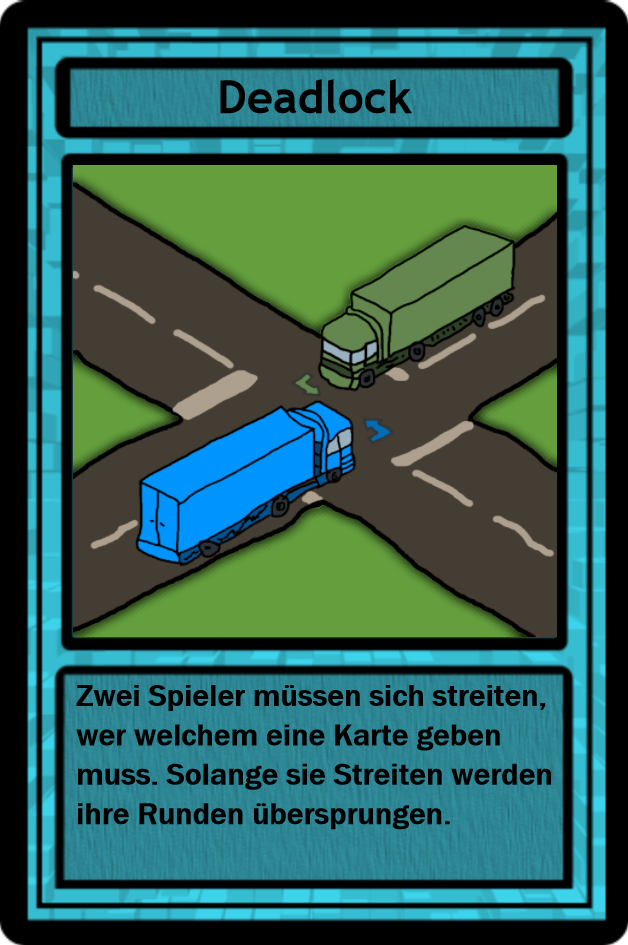 Deadlock
Zwei Spieler müssen sich streiten,
wer welchem eine Karte geben
muss. Solange sie Streiten werden
ihre Runden übersprungen.